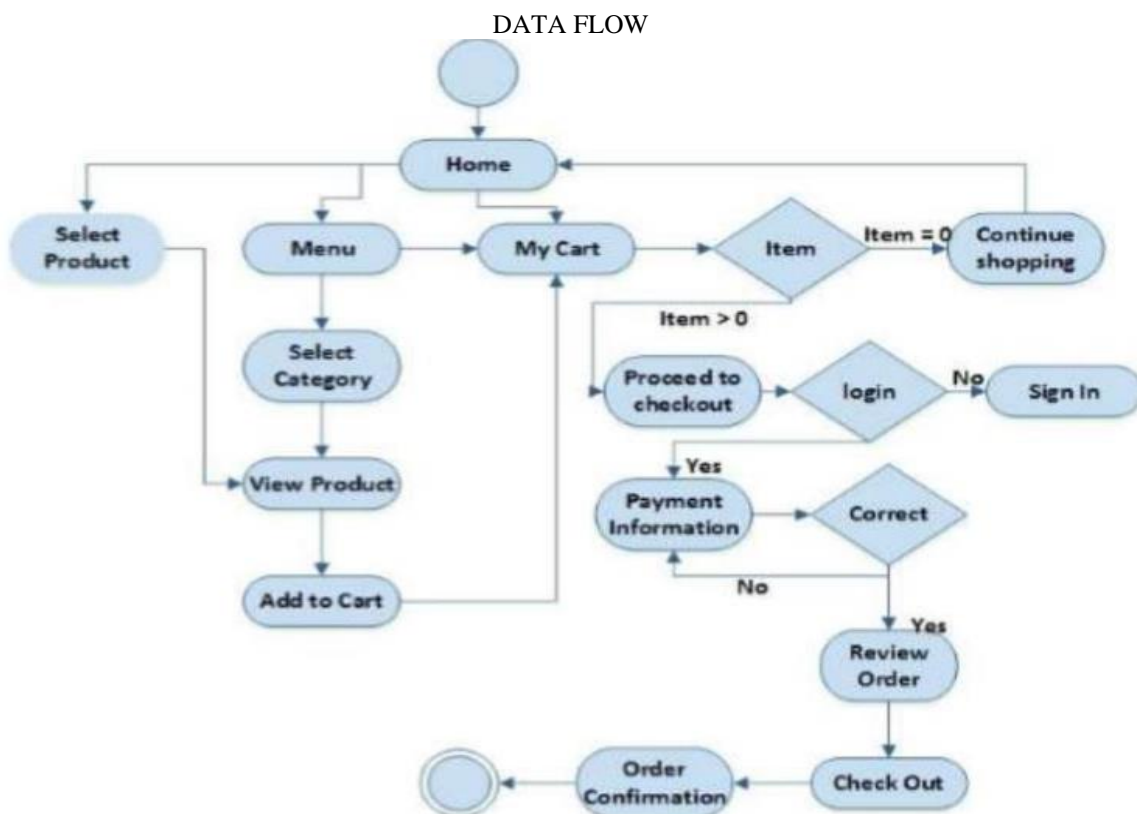 DATA FLOW
Home
Select
Product
Menu
My Cart
Item
Item = 0
Continue
shopping
Item > 0
Select
Category
Proceed to
checkout
login
No
Sign In
Yes
View Product
Payment
Information
Correct
No
Add to Cart
Yes
Review
Order
Check Out
Order
Confirmation